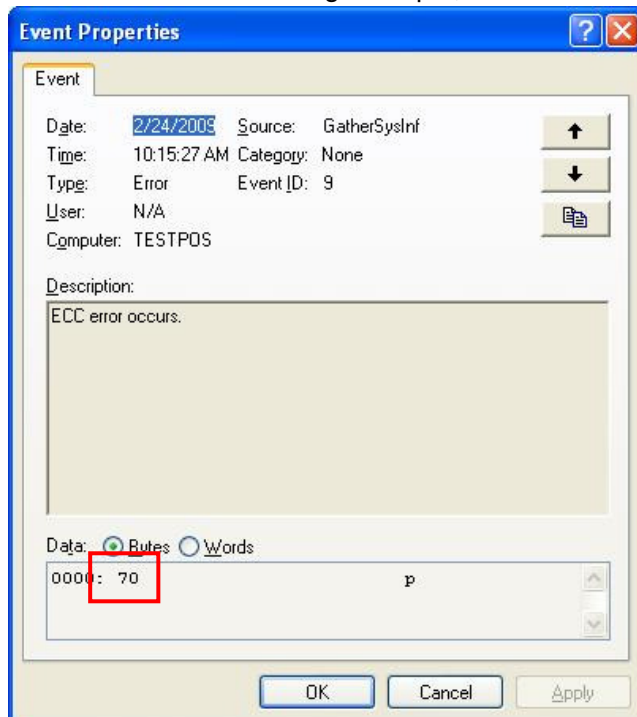 Event Properties
Event
Date: 2/24/2009 Source: GatherSysInf
Time: 10:15:27 AM Category: None
Type: Error Event ID: 9
User: N/A
Computer: TESTPOS
Description:
ECC error occurs.
Data: Bytes Words
0000: 70 p
OK Cancel Apply